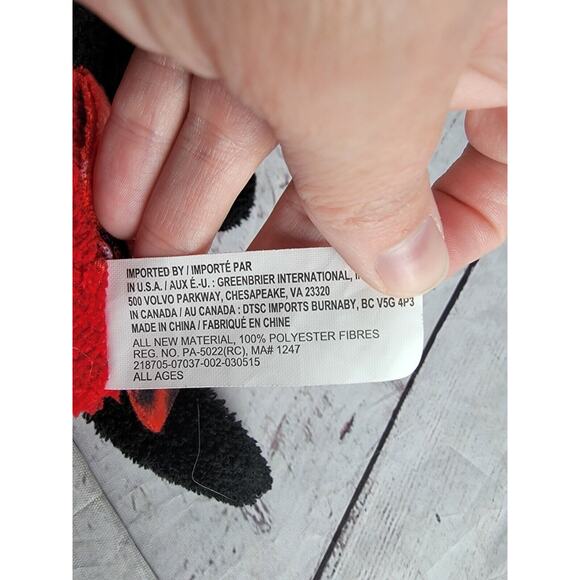 IMPORTED BY / IMPORTÉ PAR
IN U.S.A. / AUX É.-U. : GREENBRIER INTERNATIONAL,
500 VOLVO PARKWAY, CHESAPEAKE, VA 23320
IN CANADA / AU CANADA : DTSC IMPORTS BURNABY, BC V5G 4P3
MADE IN CHINA / FABRIQUÉ EN CHINE
ALL NEW MATERIAL, 100% POLYESTER FIBRES
REG. NO. PA-5022(RC), MA# 1247
218705-07037-002-030515
ALL AGES